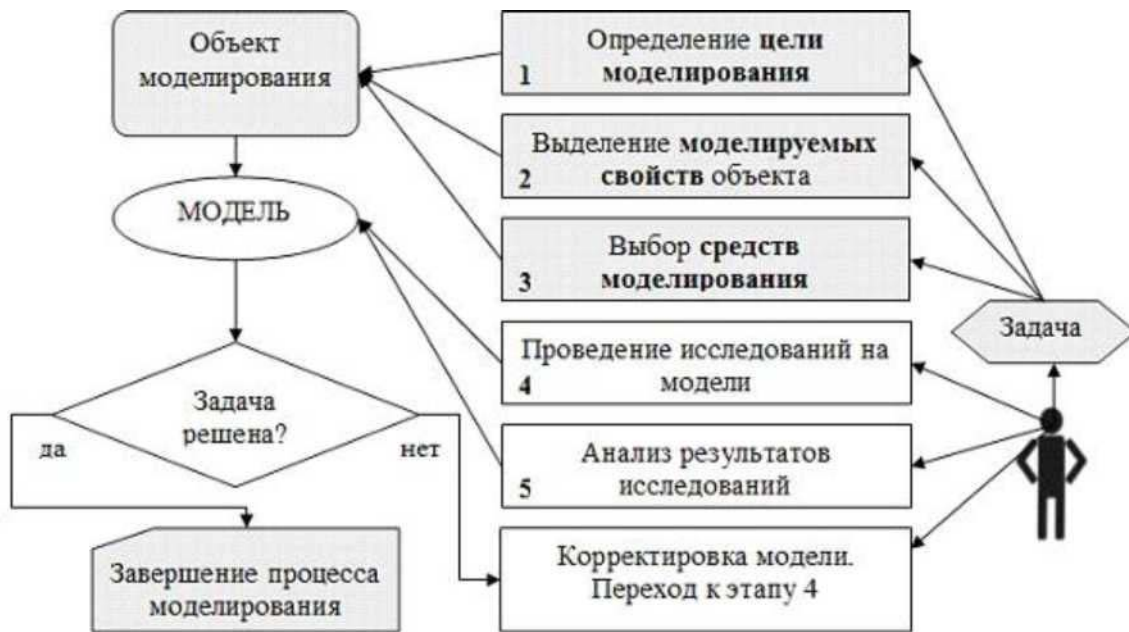 Объект
моделирования
МОДЕЛЬ
Задача
решена?
да
нет
Завершение процесса
моделирования
Определение цели
1 моделирования
Выделение моделируемых
2 свойств объекта
Выбор средств
3 моделирования
Проведение исследований на
4 модели
Анализ результатов
5 исследований
Корректировка модели.
Переход к этапу 4
Задача